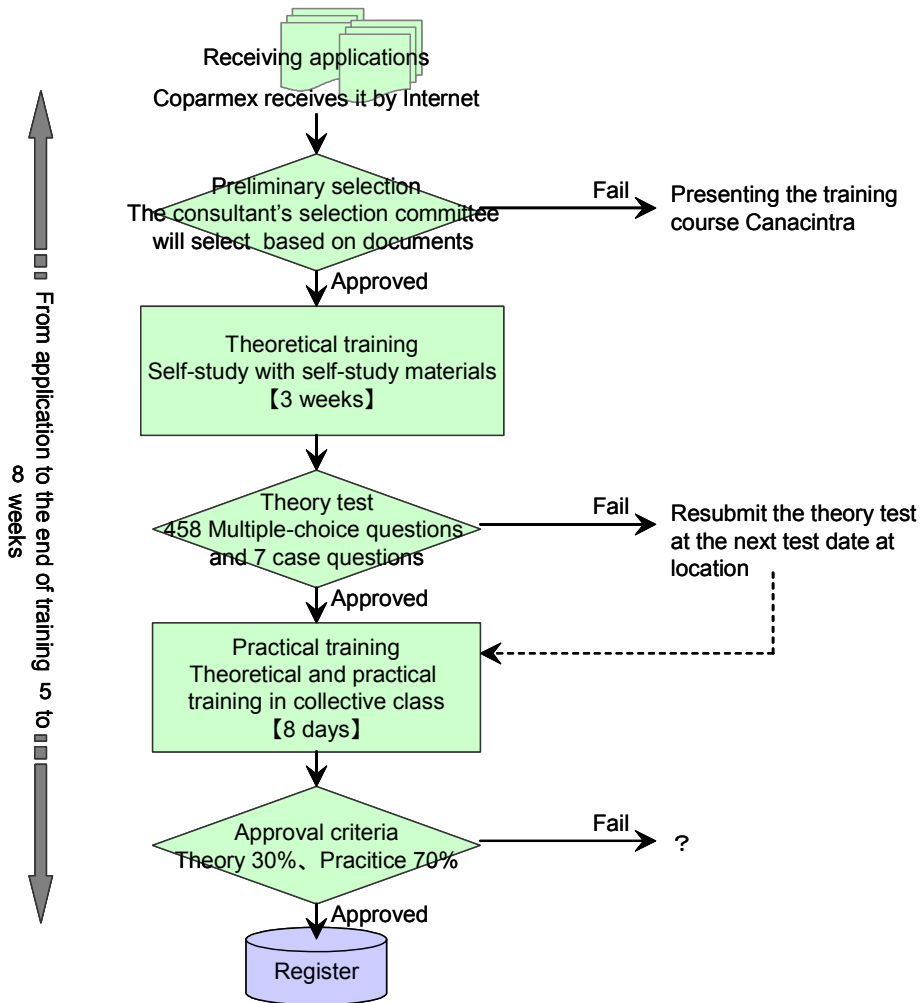 Receiving applications
Coparmex receives it by Internet
Preliminary selection
The consultant's selection committee
will select  based on documents
Fail
Presenting the training
course Canacintra
Approved
Theoretical training
Self-study with self-study materials
【3 weeks】
Theory test
458 Multiple-choice questions
and 7 case questions
Fail
Resubmit the theory test
at the next test date at
location
Approved
Practical training
Theoretical and practical
training in collective class
【8 days】
Approval criteria
Theory 30%、Pracitice 70%
Fail
?
Approved
Register
From application to the end of training 5 to
8 weeks